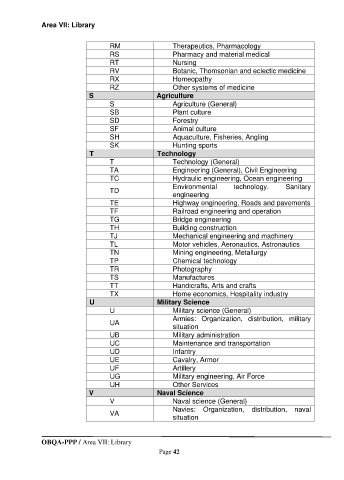 Area VII: Library
RM Therapeutics, Pharmacology
RS Pharmacy and material medical
RT Nursing
RV Botanic, Thomsonian and eclectic medicine
RX Homeopathy
RZ Other systems of medicine
S Agriculture
S Agriculture (General)
SB Plant culture
SD Forestry
SF Animal culture
SH Aquaculture, Fisheries, Angling
SK Hunting sports
T Technology
T Technology (General)
TA Engineering (General), Civil Engineering
TC Hydraulic engineering, Ocean engineering
TD Environmental technology. Sanitary
engineering
TE Highway engineering, Roads and pavements
TF Railroad engineering and operation
TG Bridge engineering
TH Building construction
TJ Mechanical engineering and machinery
TL Motor vehicles, Aeronautics, Astronautics
TN Mining engineering, Metallurgy
TP Chemical technology
TR Photography
TS Manufactures
TT Handicrafts, Arts and crafts
TX Home economics, Hospitality industry
U Military Science
U Military science (General)
UA Armies: Organization, distribution, military
situation
UB Military administration
UC Maintenance and transportation
UD Infantry
UE Cavalry, Armor
UF Artillery
UG Military engineering, Air Force
UH Other Services
V Naval Science
V Naval science (General)
VA Navies: Organization, distribution, naval
situation
OBQA-PPP / Area VII: Library
Page 42